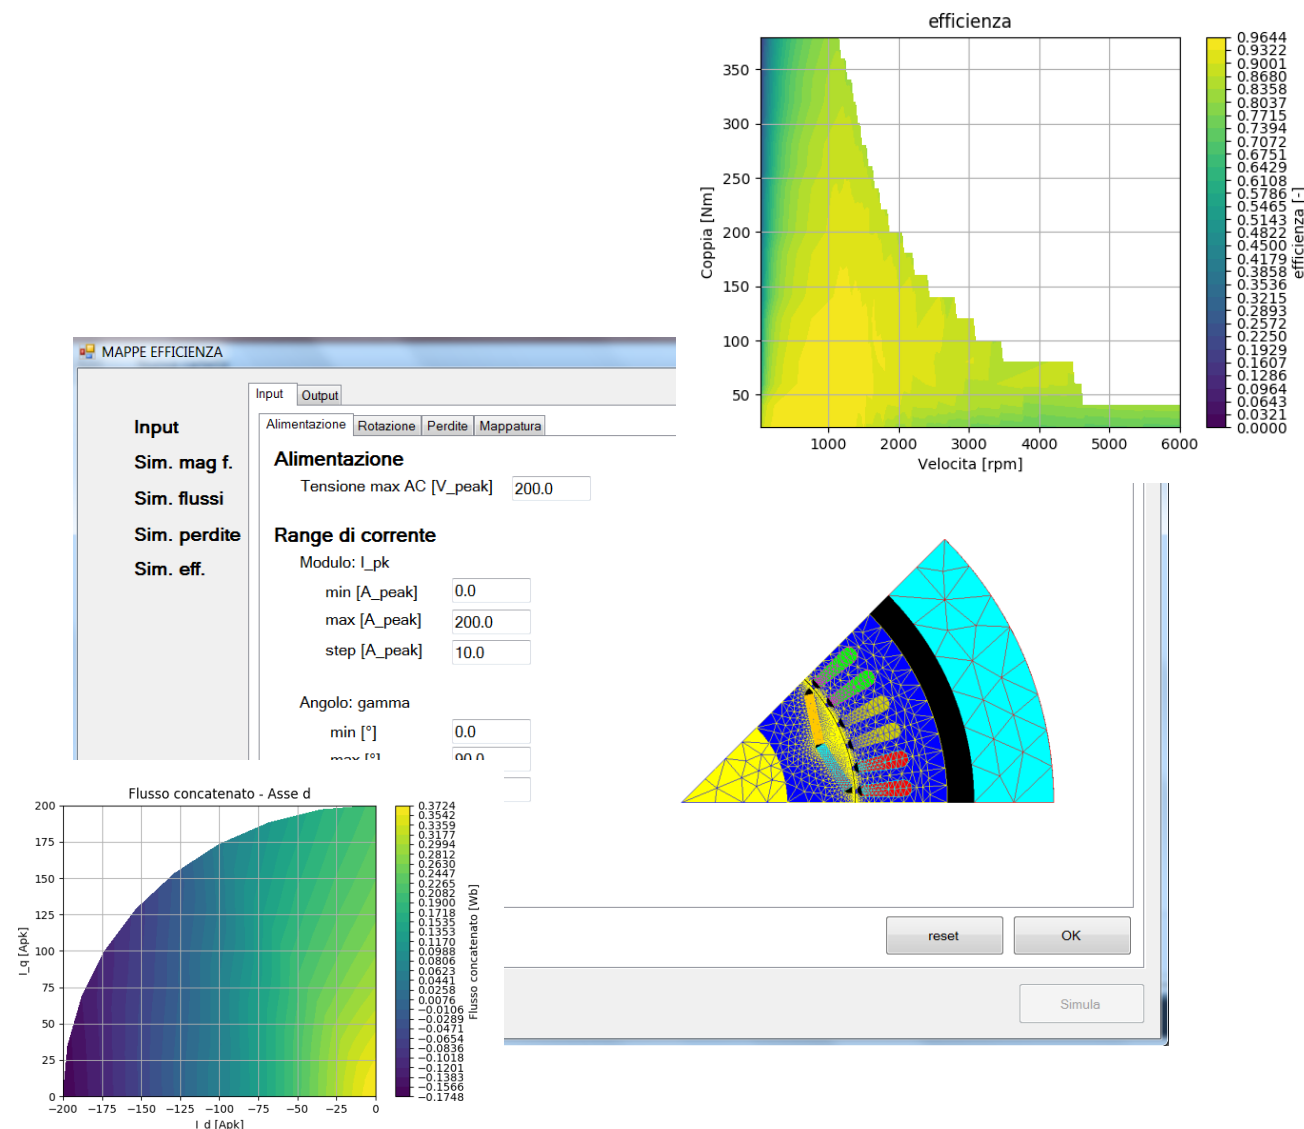 efficienza
350
300
250
200
150
100
50
Coppia [Nm]
1000 2000 3000 4000 5000 6000
Velocita [rpm]
0.9644
0.9322
0.9001
0.8680
0.8358
0.8037
0.7715
0.7394
0.7072
0.6751
0.6429
0.6108
0.5786
0.5465
0.5143
0.4822
0.4500
0.4179
0.3858
0.3536
0.3215
0.2893
0.2572
0.2250
0.1929
0.1607
0.1286
0.0964
0.0643
0.0321
0.0000
efficienza [-]
MAPPE EFFICIENZA
Input
Sim. mag f.
Sim. flussi
Sim. perdite
Sim. eff.
Input Output
Alimentazione Rotazione Perdite Mappatura
Alimentazione
Tensione max AC [V_peak] 200.0
Range di corrente
Modulo: I_pk
min [A_peak] 0.0
max [A_peak] 200.0
step [A_peak] 10.0
Angolo: gamma
min [°] 0.0
max [°] 90.0
reset OK
Simula
Flusso concatenato - Asse d
200
175
150
125
100
75
50
25
0
I_q [Apk]
−200 −175 −150 −125 −100 −75 −50 −25 0
I_d [Apk]
0.3724
0.3542
0.3359
0.3177
0.2994
0.2812
0.2630
0.2447
0.2265
0.2082
0.1900
0.1718
0.1535
0.1353
0.1170
0.0988
0.0806
0.0623
0.0441
0.0258
0.0076
−0.0106
−0.0289
−0.0471
−0.0654
−0.0836
−0.1018
−0.1201
−0.1383
−0.1566
−0.1748
Flusso concatenato [Wb]